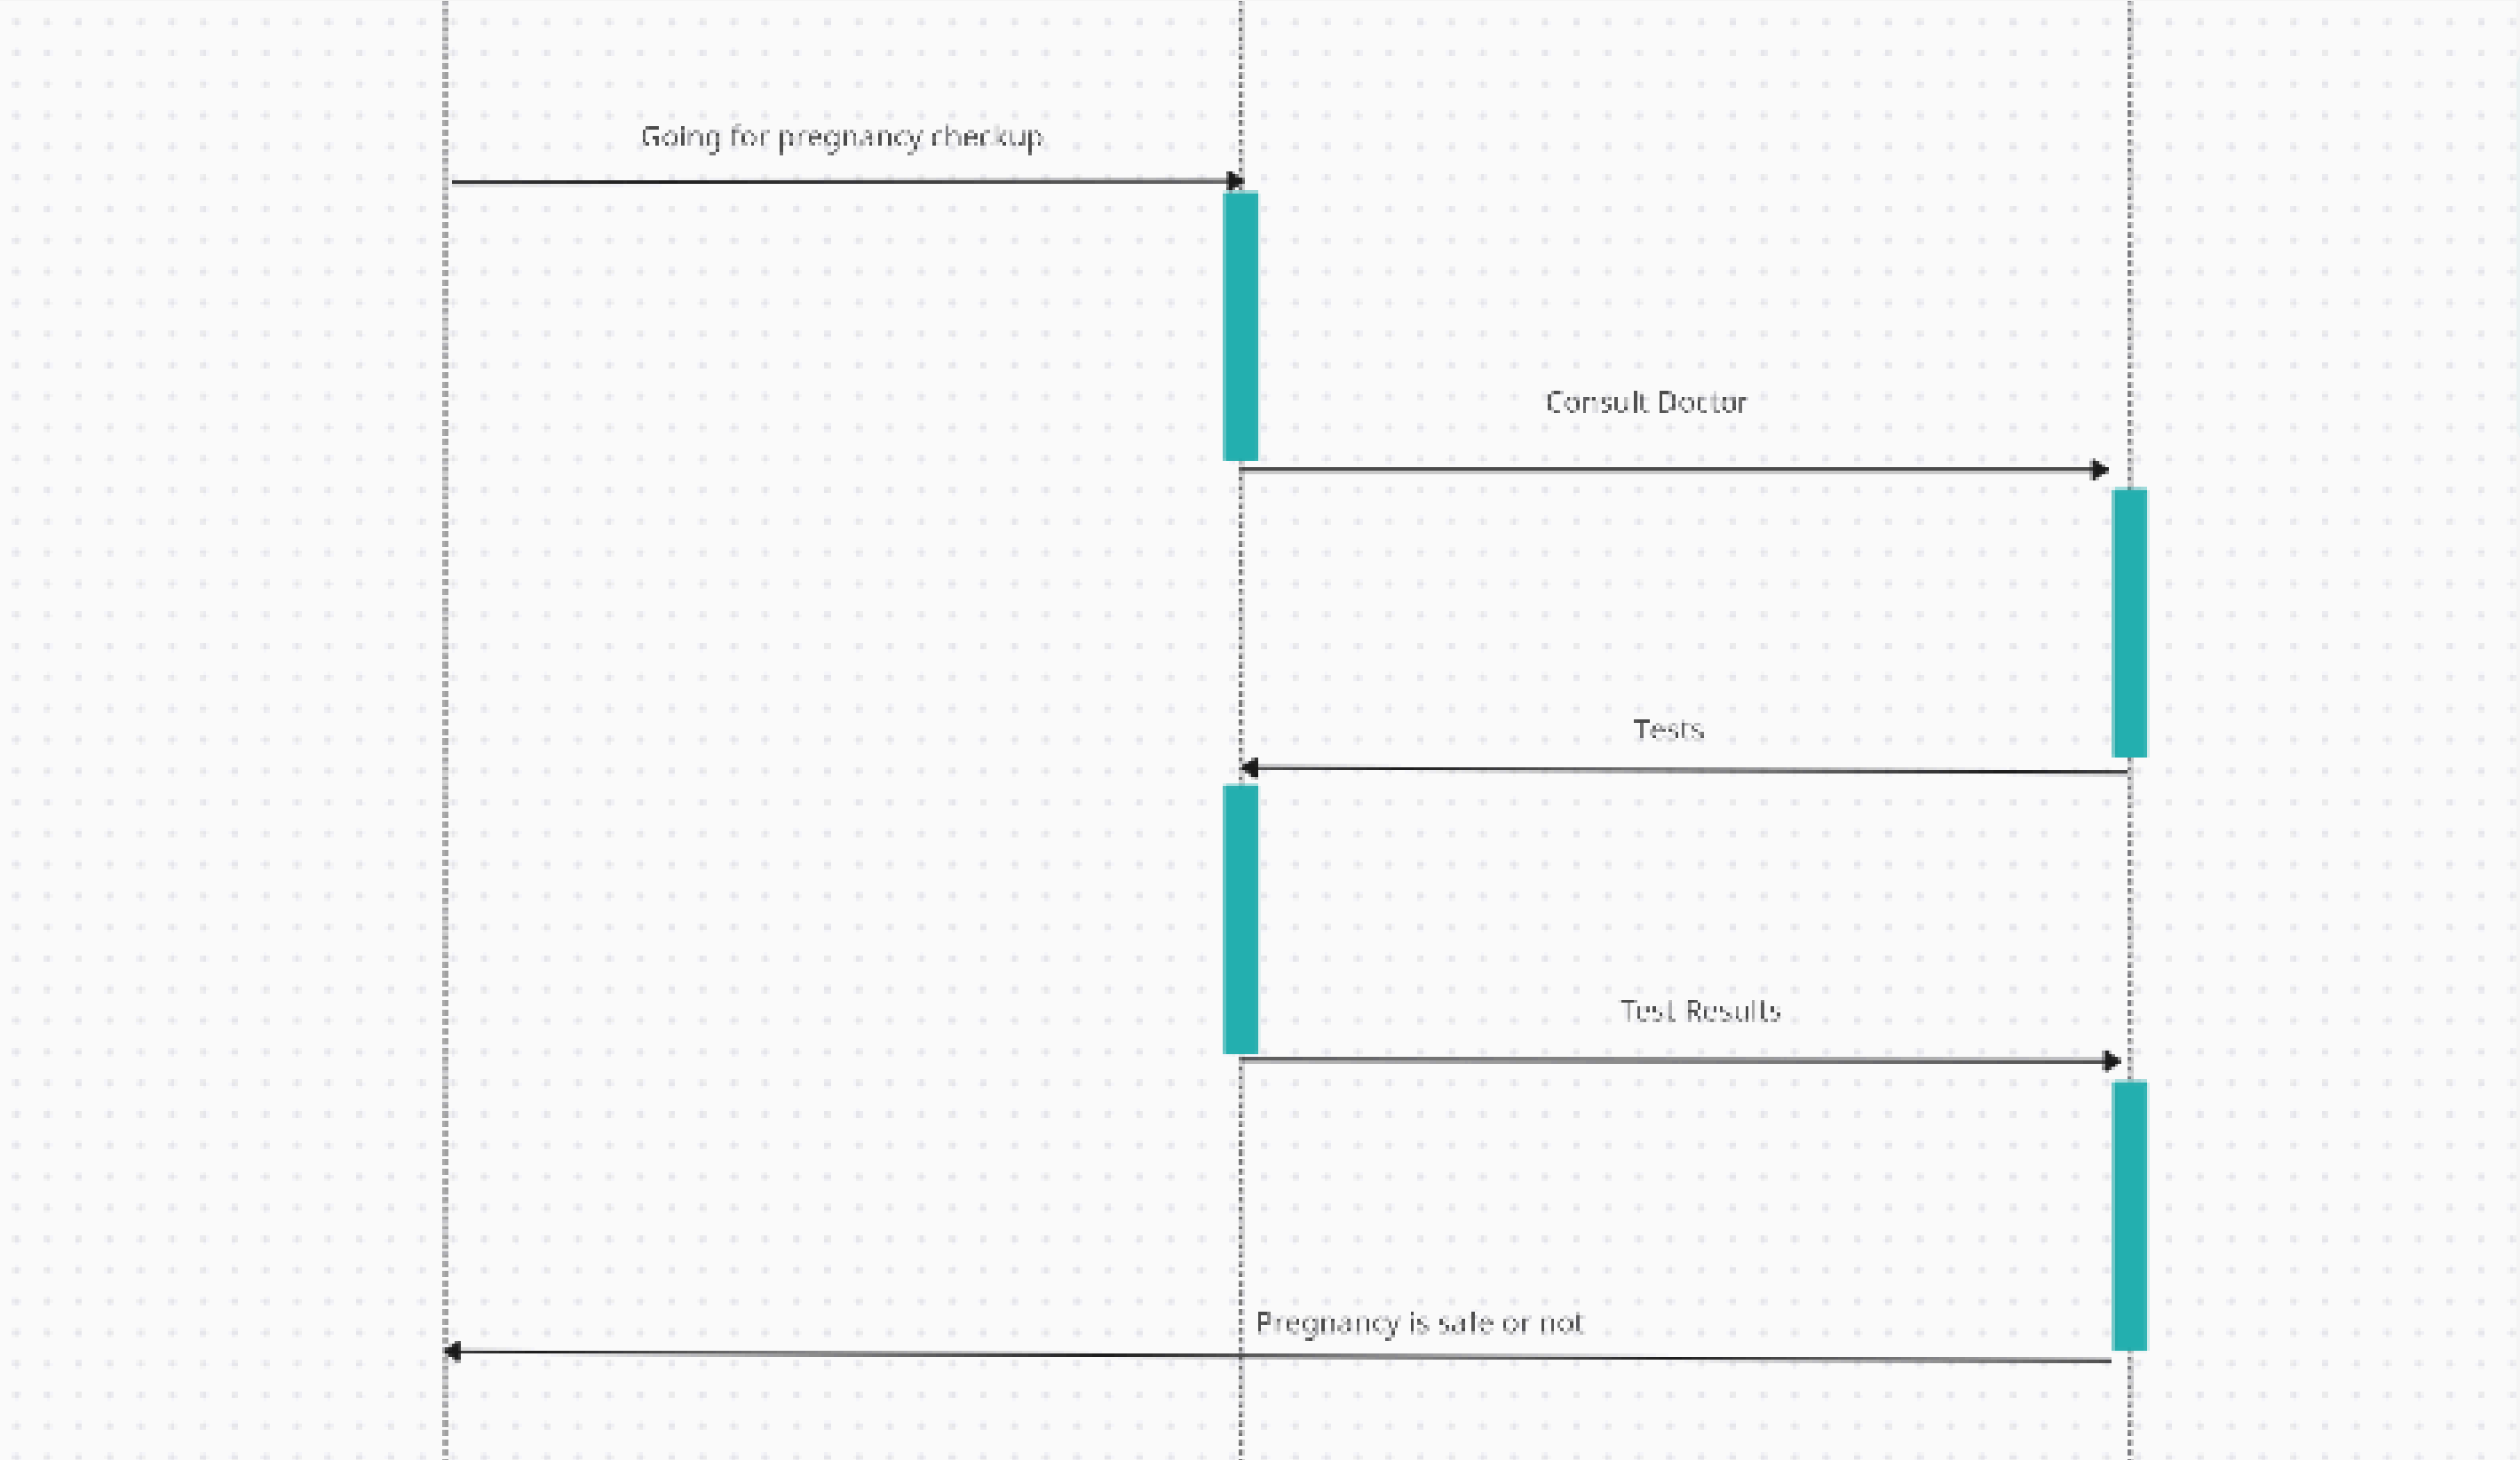 Going for pregnancy checkup
Consult Doctor
Tests
Test Results
Pregnancy is safe or not